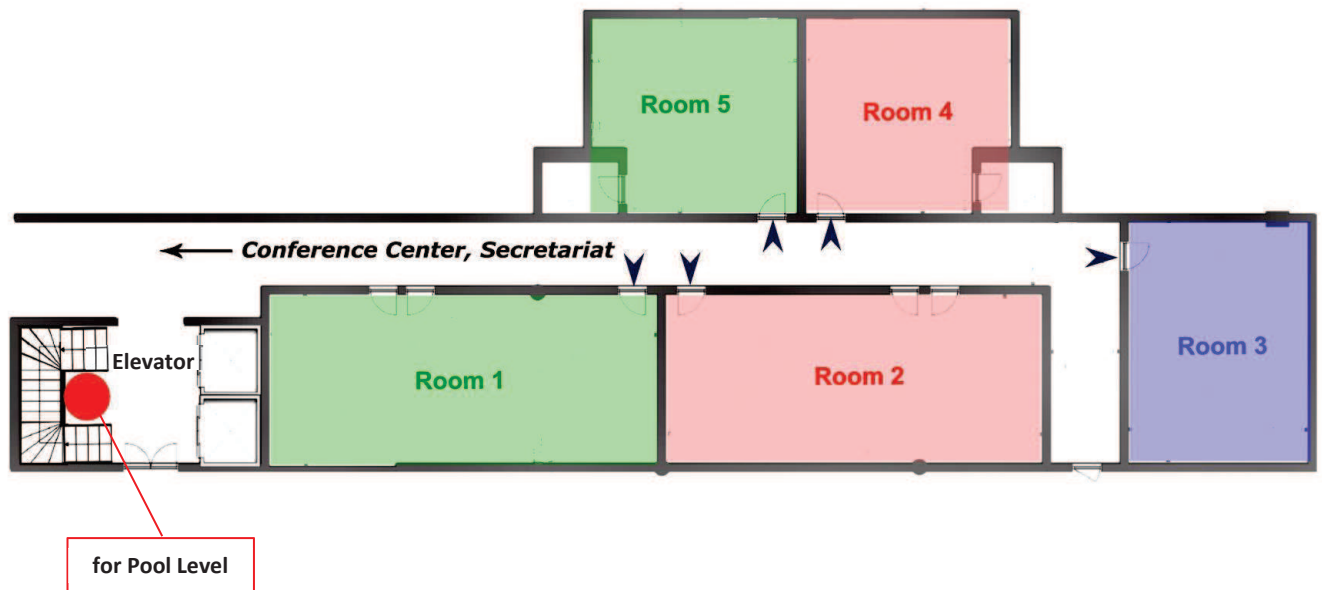 Room 5
Room 4
Conference Center, Secretariat
Elevator
Room 1
Room 2
Room 3
for Pool Level